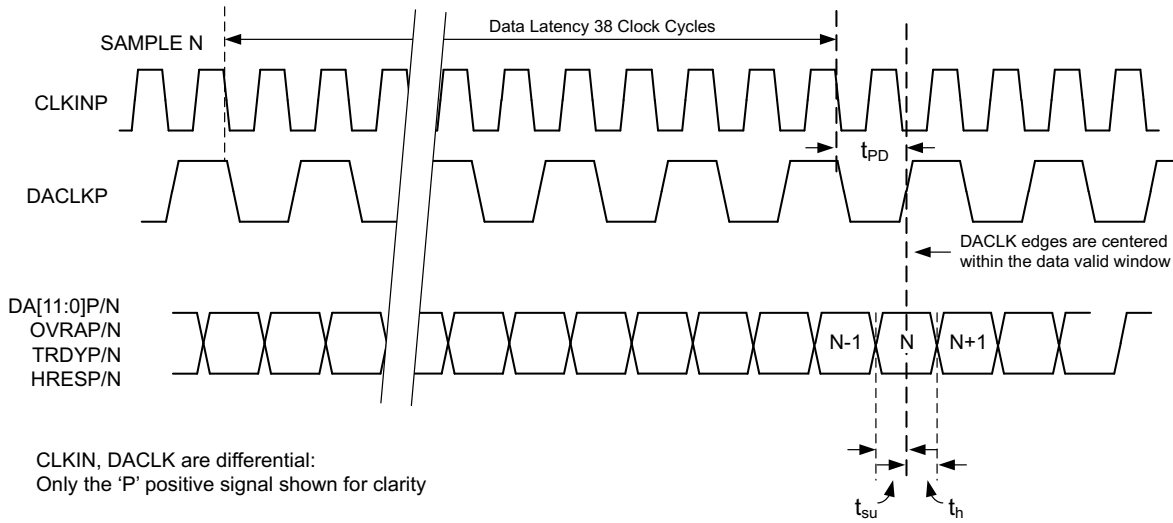 Data Latency 38 Clock Cycles
SAMPLE N
CLKINP
tPD
DACLKP
DACLK edges are centered
within the data valid window
DA[11:0]P/N
OVRAP/N
TRDYP/N
HRESP/N
N-1 N N+1
CLKIN, DACLK are differential:
Only the ‘P’ positive signal shown for clarity
tsu th